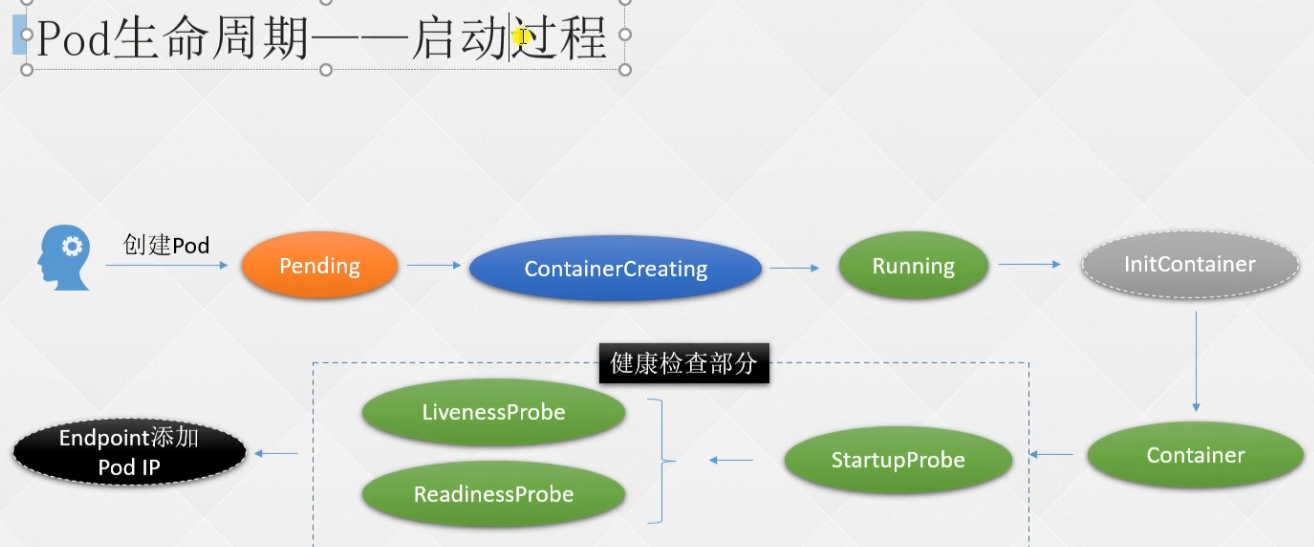 Pod生命周期——启动过程
创建Pod
Pending
ContainerCreating
Running
InitContainer
健康检查部分
LivenessProbe
Endpoint添加
Pod IP
StartupProbe
Container
ReadinessProbe